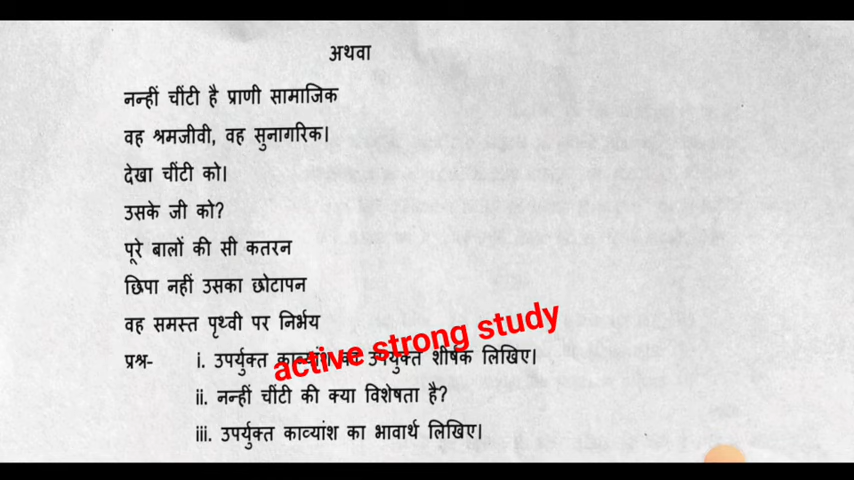 अथवा
नन्हीं चींटी है प्राणी सामाजिक
वह श्रमजीवी, वह सुनागरिक।
देखा चींटी को।
उसके जी को?
पूरे बालों की सी कतरन
छिपा नहीं उसका छोटापन
वह समस्त पृथ्वी पर निर्भय
प्रश्न- i. उपर्युक्त काव्यांश का उपर्युक्त शीर्षक लिखिए।
active strong study
ii. नन्हीं चींटी की क्या विशेषता है?
iii. उपर्युक्त काव्यांश का भावार्थ लिखिए।